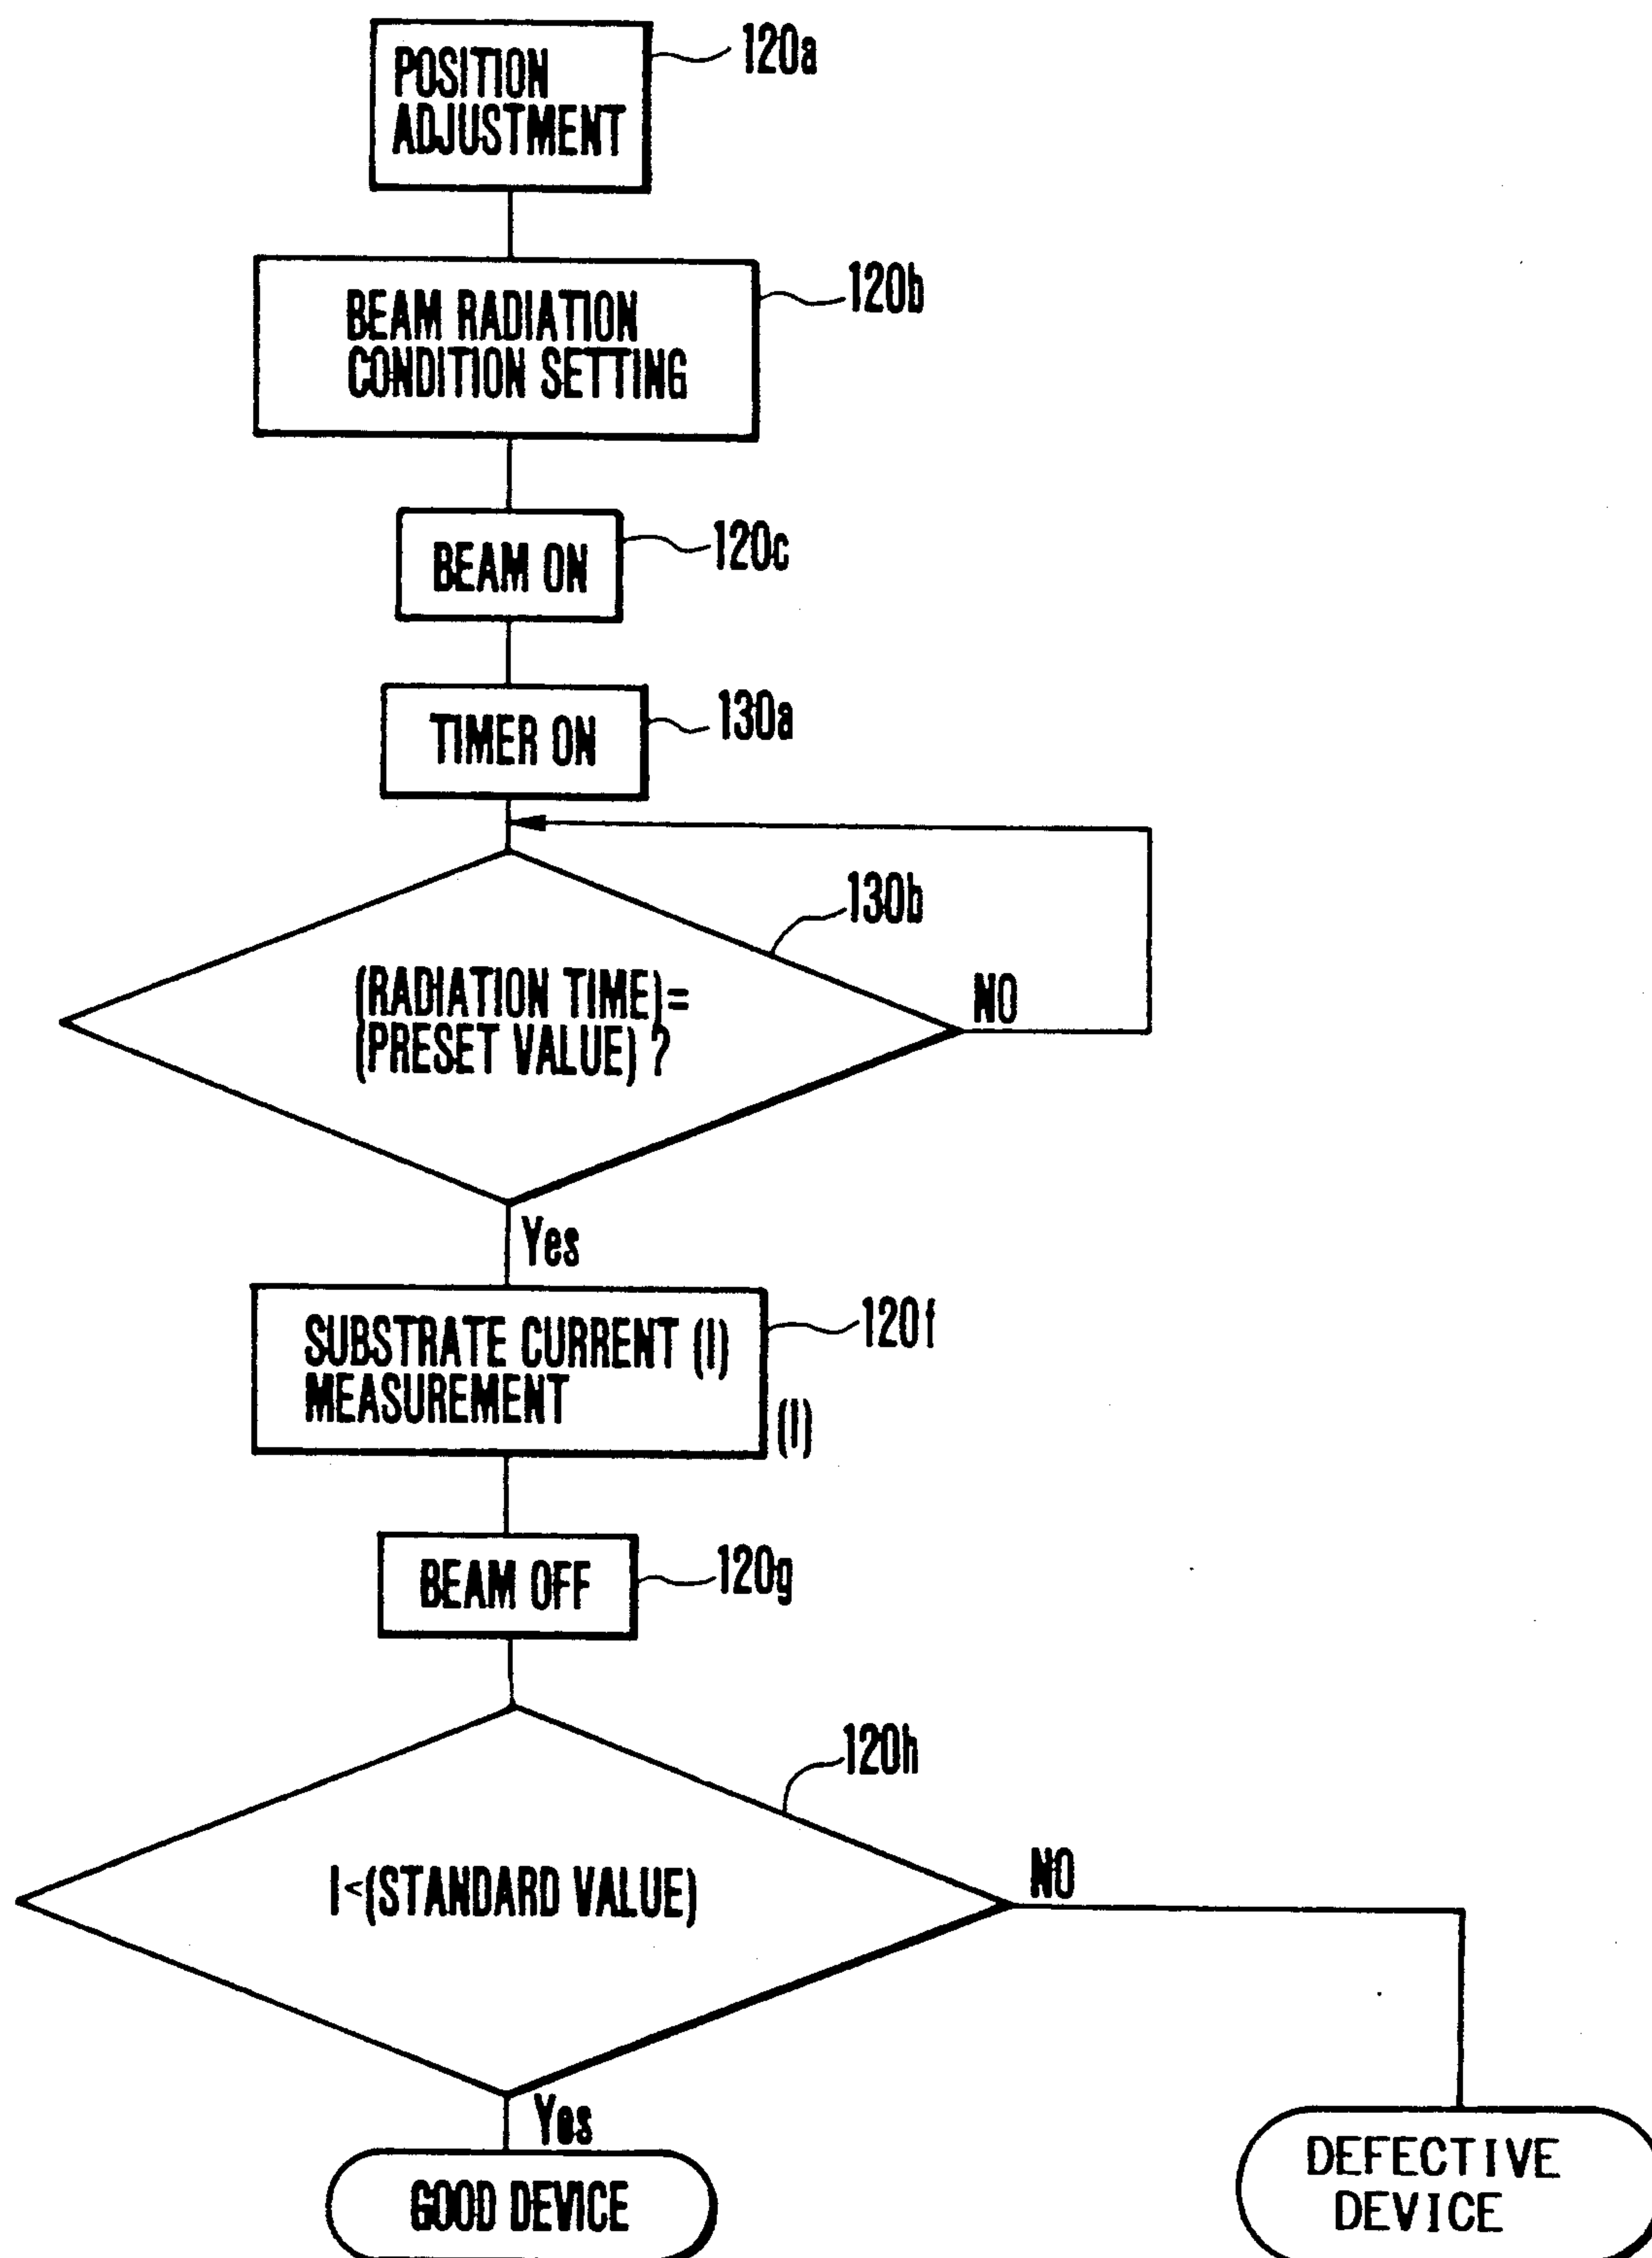 POSITION
ADJUSTMENT
120a
BEAM RADIATION
CONDITION SETTING
120b
BEAM ON
120c
TIMER ON
130a
130b
(RADIATION TIME)=
(PRESET VALUE) ?
NO
Yes
SUBSTRATE CURRENT (I)
MEASUREMENT
(I)
120f
BEAM OFF
120g
120h
I<(STANDARD VALUE)
NO
Yes
GOOD DEVICE
DEFECTIVE
DEVICE